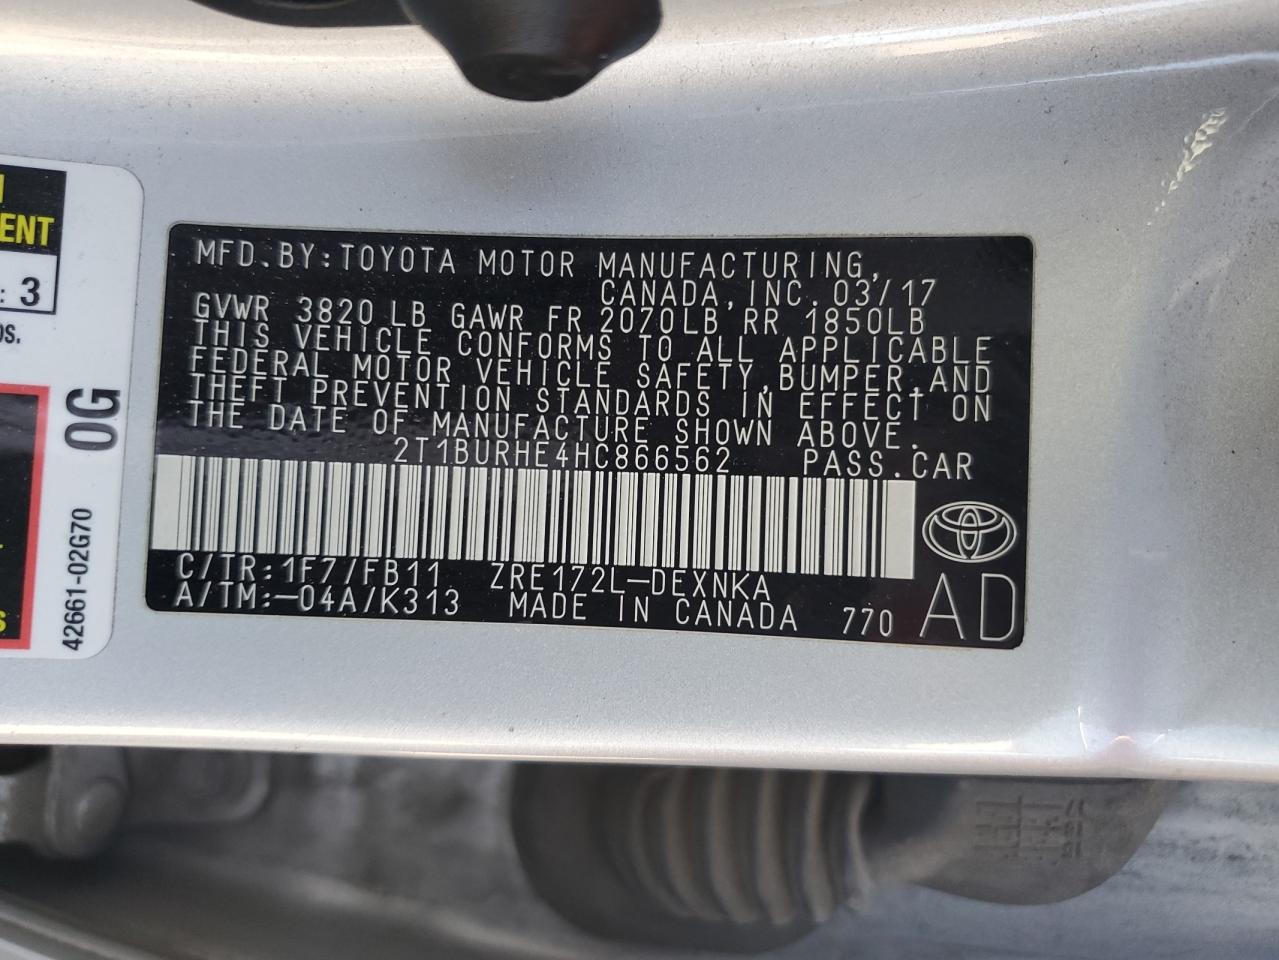 ENT
: 3
0G
42661-02G70
MFD.BY:TOYOTA MOTOR MANUFACTURING,
CANADA,INC. 03/17
GVWR 3820 LB GAWR FR 2070LB RR 1850LB
THIS VEHICLE CONFORMS TO ALL APPLICABLE
FEDERAL MOTOR VEHICLE SAFETY,BUMPER,AND
THEFT PREVENTION STANDARDS IN EFFECT ON
THE DATE OF MANUFACTURE SHOWN ABOVE.
2T1BURHE4HC866562 PASS.CAR
C/TR:1F7/FB11 ZRE172L-DEXNKA
A/TM:-04A/K313 MADE IN CANADA 770 AD